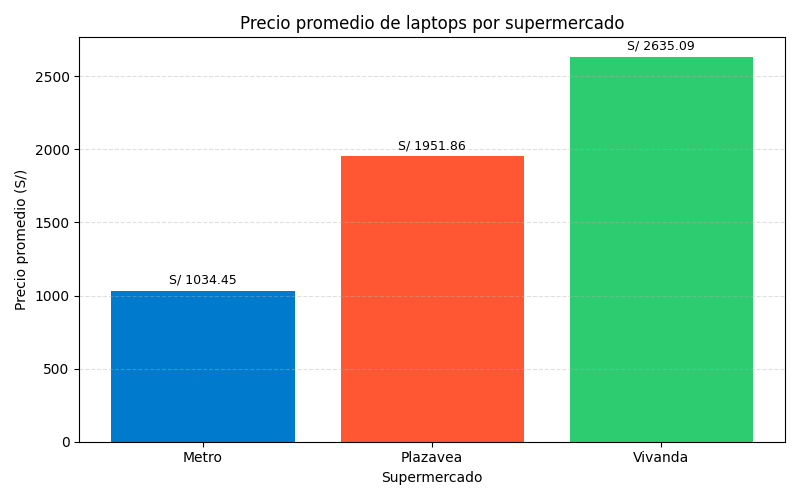 Precio promedio de laptops por supermercado
Precio promedio (S/)
2500
2000
1500
1000
500
0
S/ 1034.45
S/ 1951.86
S/ 2635.09
Metro
Plazavea
Vivanda
Supermercado